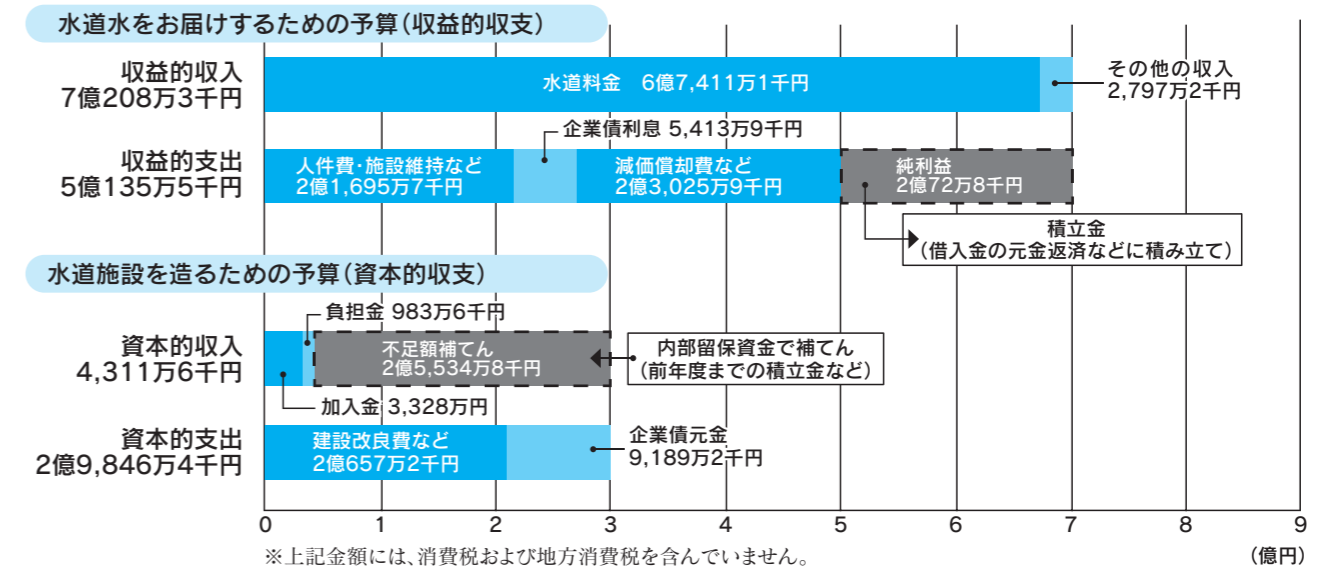 水道水をお届けするための予算(収益的収支)
収益的収入
7億208万3千円
水道料金 6億7,411万1千円
その他の収入
2,797万2千円
収益的支出
5億135万5千円
人件費・施設維持など
2億1,695万7千円
企業債利息 5,413万9千円
減価償却費など
2億3,025万9千円
純利益
2億72万8千円
積立金
(借入金の元金返済などに積み立て)
水道施設を造るための予算(資本的収支)
資本的収入
4,311万6千円
負担金 983万6千円
不足額補てん
2億5,534万8千円
内部留保資金で補てん
(前年度までの積立金など)
加入金 3,328万円
資本的支出
2億9,846万4千円
建設改良費など
2億657万2千円
企業債元金
9,189万2千円
0 1 2 3 4 5 6 7 8 9
※上記金額には、消費税および地方消費税を含んでいません。
(億円)